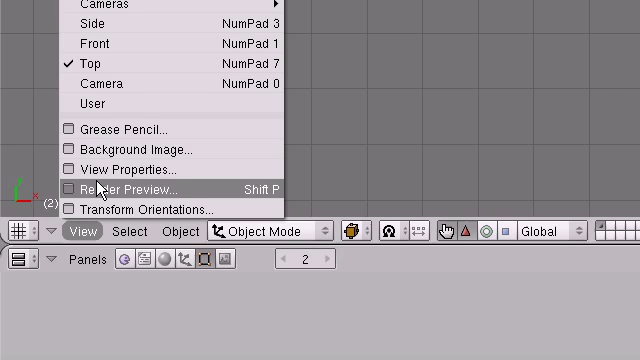 Cameras
Side NumPad 3
Front NumPad 1
Top NumPad 7
Camera NumPad 0
User
Grease Pencil...
Background Image...
View Properties...
Render Preview... Shift P
Transform Orientations...
x
(2)
View Select Object Object Mode Global
Panels 2